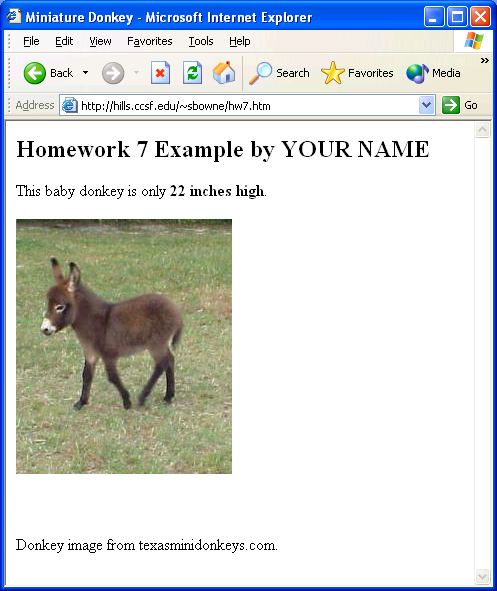 Miniature Donkey - Microsoft Internet Explorer
File Edit View Favorites Tools Help
Back Search Favorites Media
Address http://hills.ccsf.edu/~sbowne/hw7.htm Go
Homework 7 Example by YOUR NAME
This baby donkey is only 22 inches high.
Donkey image from texasminidonkeys.com.